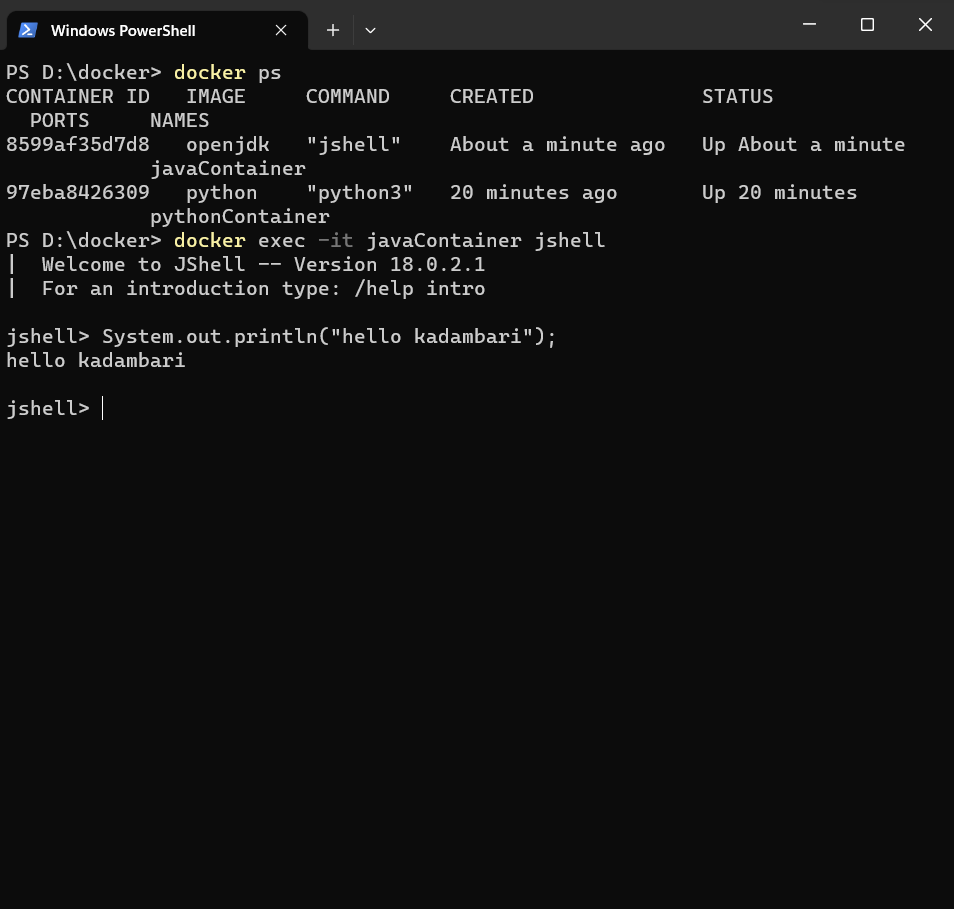 Windows PowerShell
PS D:\docker> docker ps
CONTAINER ID   IMAGE     COMMAND     CREATED              STATUS
  PORTS     NAMES
8599af35d7d8   openjdk   "jshell"    About a minute ago   Up About a minute
            javaContainer
97eba8426309   python    "python3"   20 minutes ago       Up 20 minutes
            pythonContainer
PS D:\docker> docker exec -it javaContainer jshell
|  Welcome to JShell -- Version 18.0.2.1
|  For an introduction type: /help intro
jshell> System.out.println("hello kadambari");
hello kadambari
jshell>